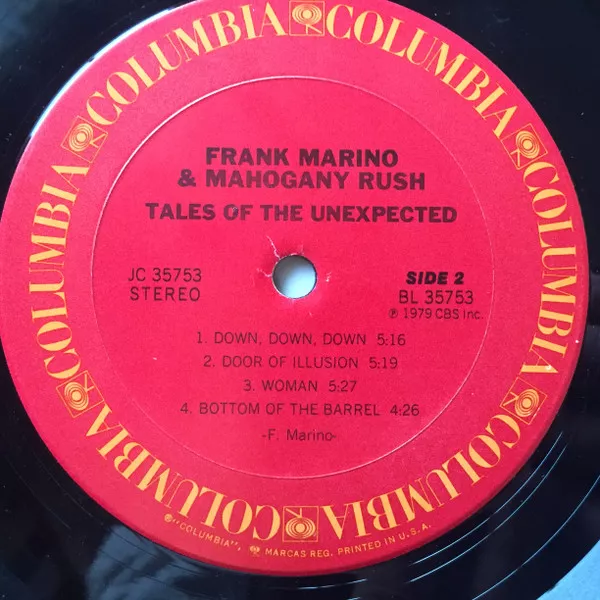 COLUMBIA COLUMBIA COLUMBIA COLUMBIA COLUMBIA COLUMBIA
FRANK MARINO
& MAHOGANY RUSH
TALES OF THE UNEXPECTED
JC 35753
STEREO
SIDE 2
BL 35753
℗ 1979 CBS Inc.
1. DOWN, DOWN, DOWN 5:16
2. DOOR OF ILLUSION 5:19
3. WOMAN 5:27
4. BOTTOM OF THE BARREL 4:26
-F. Marino-
®"COLUMBIA", MARCAS REG. PRINTED IN U.S.A.